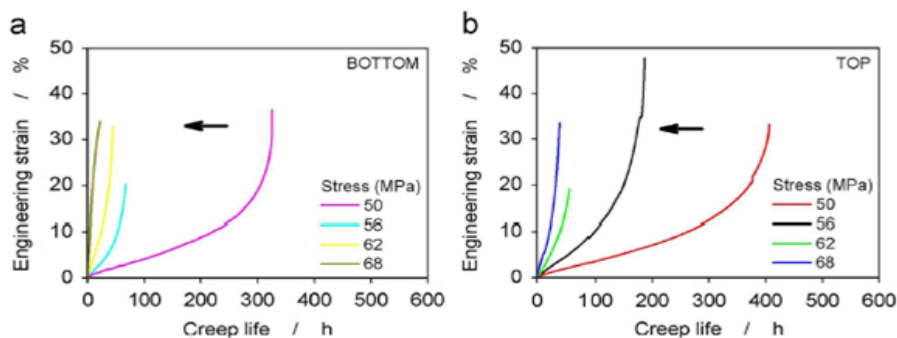 a
50
40
30
20
10
0
Engineering strain / %
BOTTOM
Stress (MPa)
50
56
62
68
0 100 200 300 400 500 600
Creep life / h
b
50
40
30
20
10
0
Engineering strain / %
TOP
Stress (MPa)
50
56
62
68
0 100 200 300 400 500 600
Creep life / h